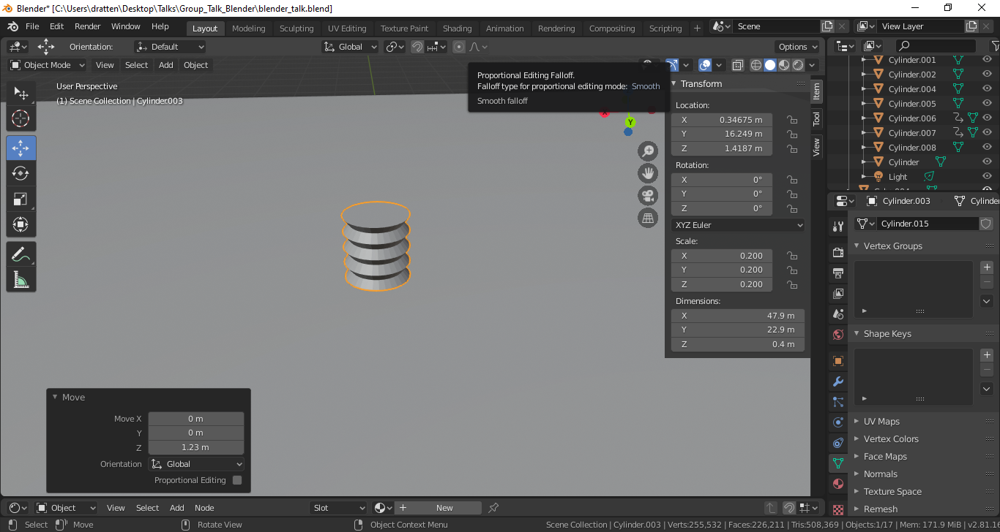 Blender* [C:\Users\dratten\Desktop\Talks\Group_Talk_Blender\blender_talk.blend]
File Edit Render Window Help Layout Modeling Sculpting UV Editing Texture Paint Shading Animation Rendering Compositing Scripting + Scene View Layer
Orientation: Default Global Options
Object Mode View Select Add Object
User Perspective
(1) Scene Collection | Cylinder.003
Proportional Editing Falloff.
Falloff type for proportional editing mode: Smooth
Smooth falloff
X
Y
Transform
Location:
X 0.34675 m
Y 16.249 m
Z 1.4187 m
Rotation:
X 0°
Y 0°
Z 0°
XYZ Euler
Scale:
X 0.200
Y 0.200
Z 0.200
Dimensions:
X 47.9 m
Y 22.9 m
Z 0.4 m
Item
Tool
View
Cylinder.001
Cylinder.002
Cylinder.004
Cylinder.005
Cylinder.006
Cylinder.007
Cylinder.008
Cylinder
Light
Cylinder.003 Cylinde
Cylinder.015
Vertex Groups
Shape Keys
UV Maps
Vertex Colors
Face Maps
Normals
Texture Space
Remesh
Move
Move X 0 m
Y 0 m
Z 1.23 m
Orientation Global
Proportional Editing
Object View Select Add Node Slot + New
Select Move Rotate View Object Context Menu Scene Collection | Cylinder.003 | Verts:255,532 | Faces:226,211 | Tris:508,369 | Objects:1/17 | Mem: 171.9 MiB | v2.81.16